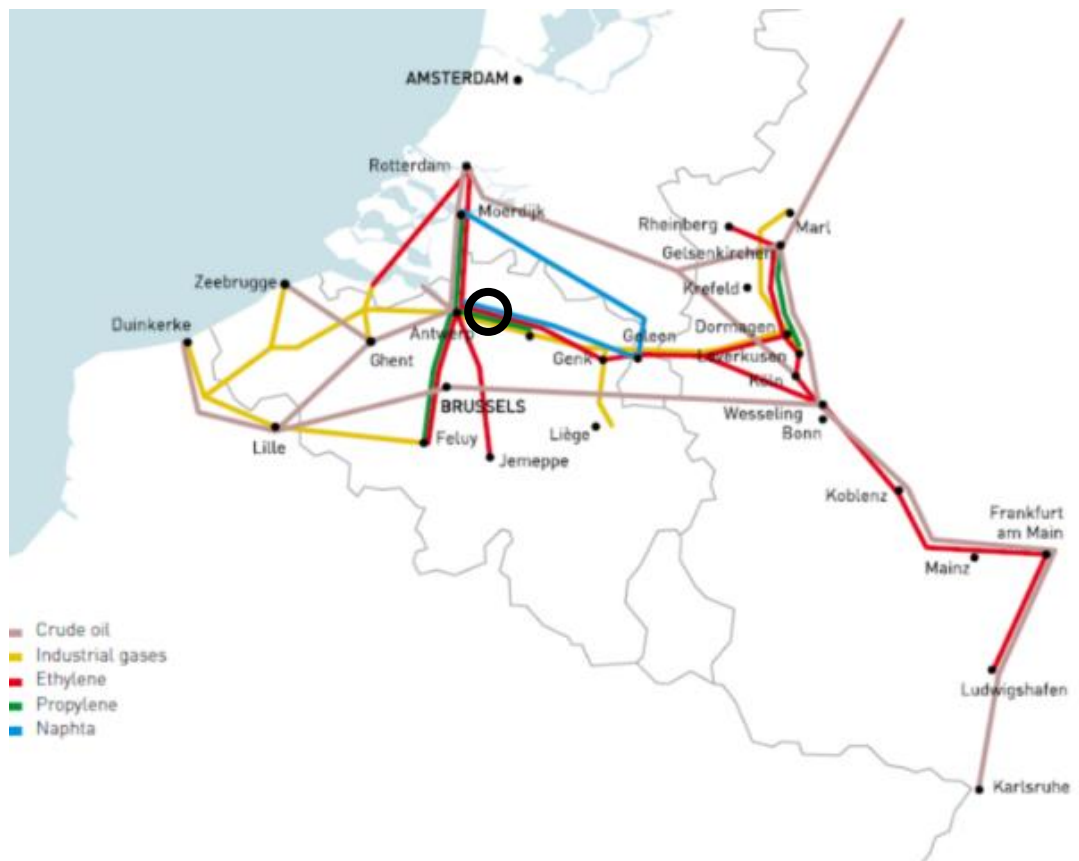 AMSTERDAM
Rotterdam
Moerdijk
Rheinberg
Marl
Gelsenkirchen
Zeebrugge
Krefeld
Duinkerke
Antwerp
Geleen
Dormagen
Ghent
Genk
Leverkusen
Köln
BRUSSELS
Wesseling
Bonn
Lille
Feluy
Liège
Jemeppe
Koblenz
Frankfurt
am Main
Mainz
Crude oil
Industrial gases
Ethylene
Propylene
Naphta
Ludwigshafen
Karlsruhe